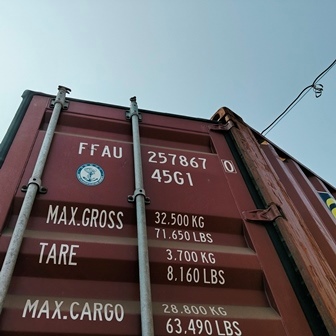 FFAU 257867 0
45G1
MAX.GROSS 32.500 KG
71.650 LBS
TARE 3.700 KG
8.160 LBS
MAX.CARGO 28.800 KG
63.490 LBS